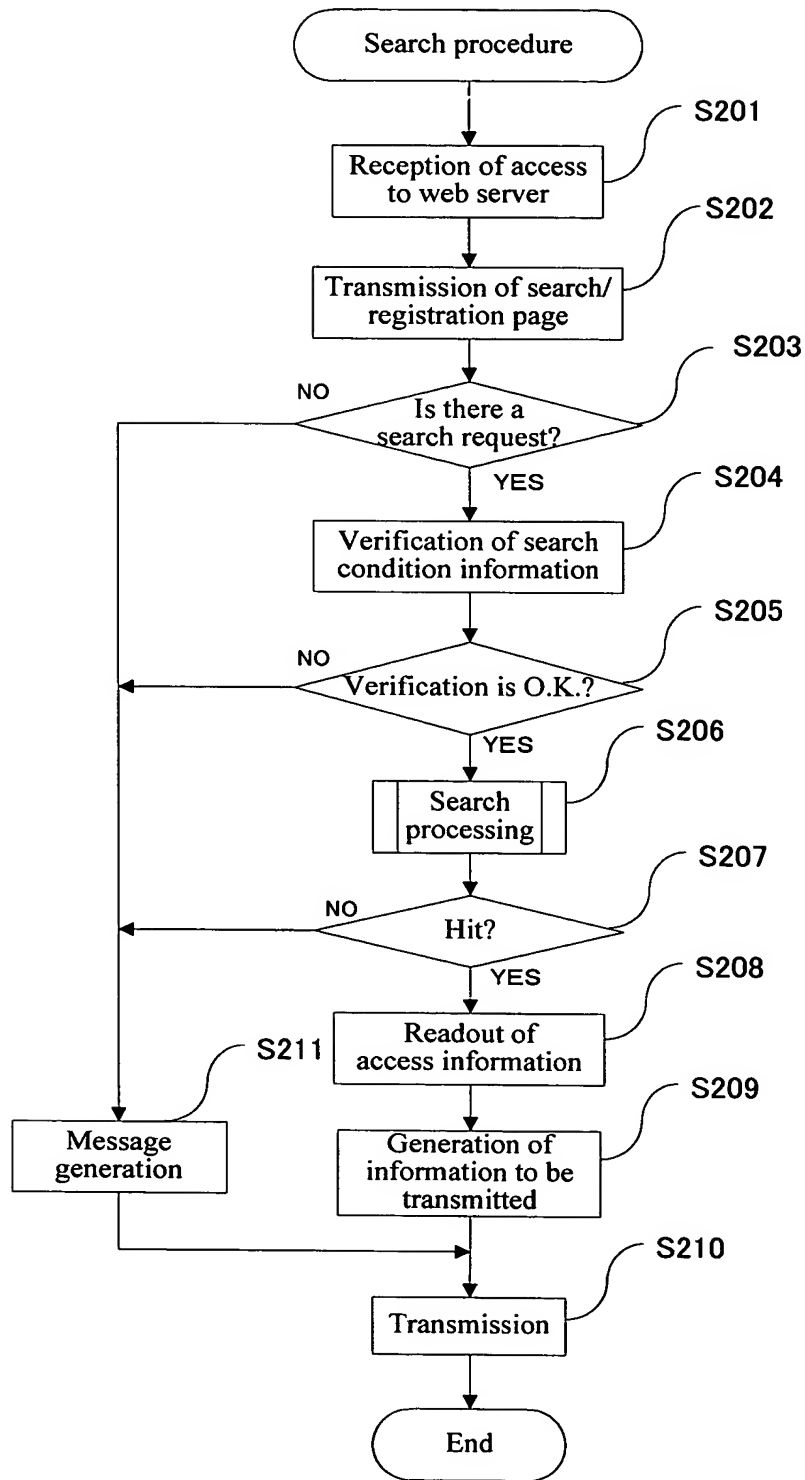 Search procedure
S201
Reception of access
to web server
S202
Transmission of search/
registration page
S203
NO
Is there a
search request?
YES
S204
Verification of search
condition information
S205
NO
Verification is O.K.?
YES
S206
Search
processing
S207
NO
Hit?
YES
S208
Readout of
access information
S211
Message
generation
S209
Generation of
information to be
transmitted
S210
Transmission
End